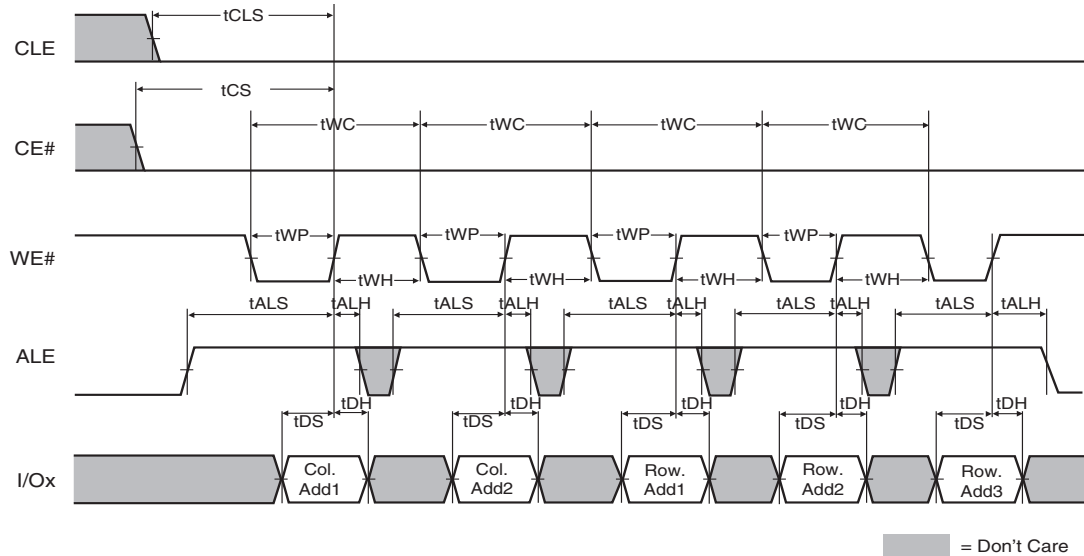 tCLS
CLE
tCS
tWC tWC tWC tWC
CE#
tWP tWP tWP tWP
WE#
tWH tWH tWH tWH
tALS tALH tALS tALH tALS tALH tALS tALH tALS tALH
ALE
tDH tDH tDH tDH tDH
tDS tDS tDS tDS tDS
I/Ox
Col. Add1
Col. Add2
Row. Add1
Row. Add2
Row. Add3
= Don't Care